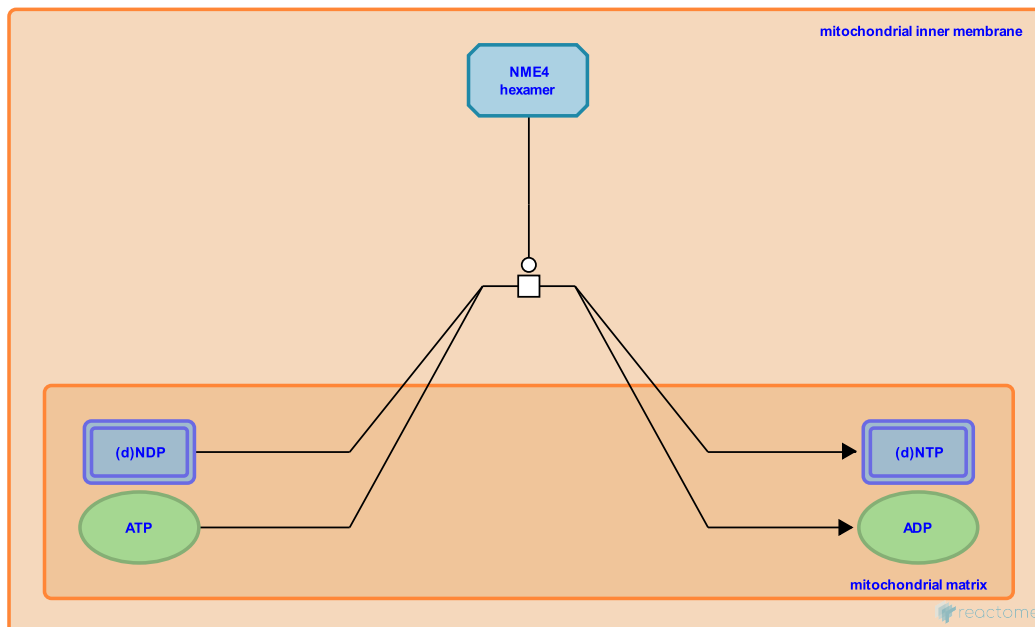 mitochondrial inner membrane
NME4
hexamer
(d)NDP
(d)NTP
ATP
ADP
mitochondrial matrix
reactome